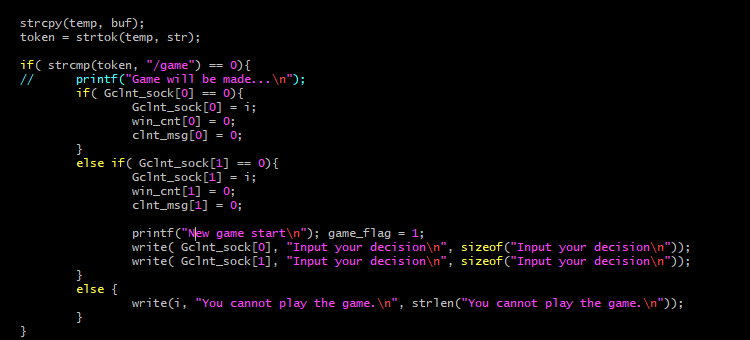 strcpy(temp, buf);
token = strtok(temp, str);
if( strcmp(token, "/game") == 0){
//      printf("Game will be made...\n");
        if( Gclnt_sock[0] == 0){
                Gclnt_sock[0] = i;
                win_cnt[0] = 0;
                clnt_msg[0] = 0;
        }
        else if( Gclnt_sock[1] == 0){
                Gclnt_sock[1] = i;
                win_cnt[1] = 0;
                clnt_msg[1] = 0;
                printf("New game start\n"); game_flag = 1;
                write( Gclnt_sock[0], "Input your decision\n", sizeof("Input your decision\n"));
                write( Gclnt_sock[1], "Input your decision\n", sizeof("Input your decision\n"));
        }
        else {
                write(i, "You cannot play the game.\n", strlen("You cannot play the game.\n"));
        }
}